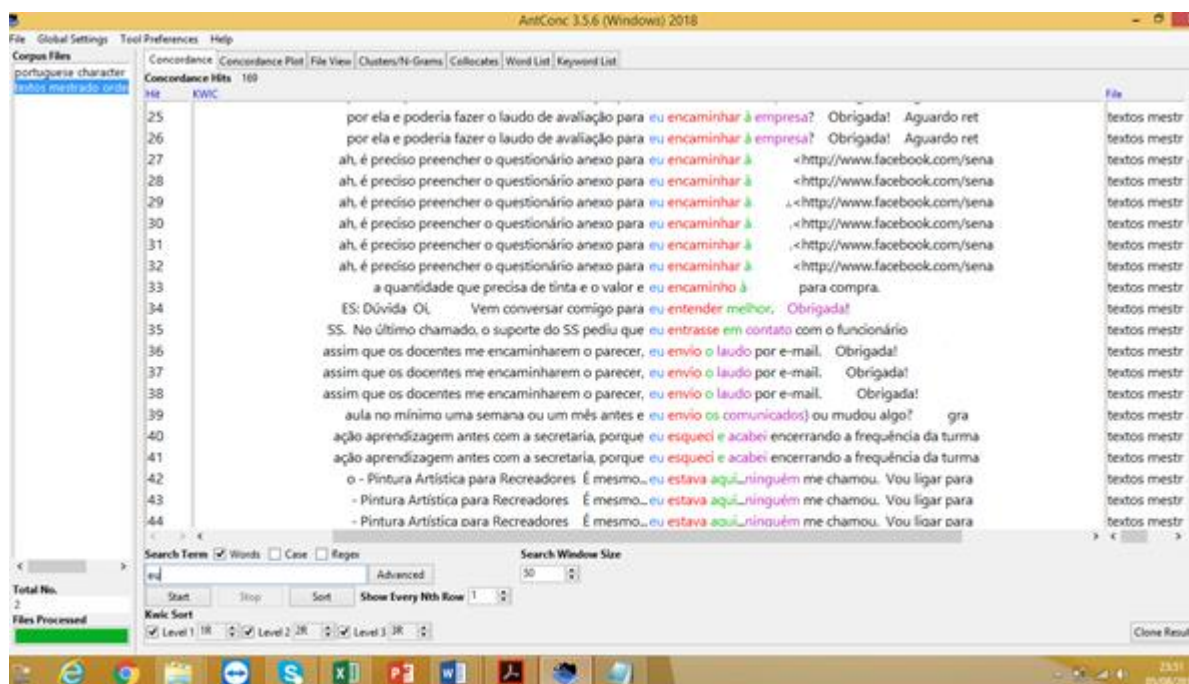 AntConc 3.5.6 (Windows) 2018
File Global Settings Tool Preferences Help
Corpus Files
portuguese character
textos mestrado orde
Concordance Concordance Plot File View Clusters/N-Grams Collocates Word List Keyword List
Concordance Hits 169
Hit KWIC File
25 por ela e poderia fazer o laudo de avaliação para eu encaminhar à empresa? Obrigada! Aguardo ret textos mestr
26 por ela e poderia fazer o laudo de avaliação para eu encaminhar à empresa? Obrigada! Aguardo ret textos mestr
27 ah, é preciso preencher o questionário anexo para eu encaminhar à <http://www.facebook.com/sena textos mestr
28 ah, é preciso preencher o questionário anexo para eu encaminhar à <http://www.facebook.com/sena textos mestr
29 ah, é preciso preencher o questionário anexo para eu encaminhar à <http://www.facebook.com/sena textos mestr
30 ah, é preciso preencher o questionário anexo para eu encaminhar à <http://www.facebook.com/sena textos mestr
31 ah, é preciso preencher o questionário anexo para eu encaminhar à <http://www.facebook.com/sena textos mestr
32 ah, é preciso preencher o questionário anexo para eu encaminhar à <http://www.facebook.com/sena textos mestr
33 a quantidade que precisa de tinta e o valor e eu encaminho à para compra. textos mestr
34 ES: Dúvida Oi, Vem conversar comigo para eu entender melhor. Obrigada! textos mestr
35 SS. No último chamado, o suporte do SS pediu que eu entrasse em contato com o funcionário textos mestr
36 assim que os docentes me encaminharem o parecer, eu envio o laudo por e-mail. Obrigada! textos mestr
37 assim que os docentes me encaminharem o parecer, eu envio o laudo por e-mail. Obrigada! textos mestr
38 assim que os docentes me encaminharem o parecer, eu envio o laudo por e-mail. Obrigada! textos mestr
39 aula no mínimo uma semana ou um mês antes e eu envio os comunicados) ou mudou algo? gra textos mestr
40 ação aprendizagem antes com a secretaria, porque eu esqueci e acabei encerrando a frequência da turma textos mestr
41 ação aprendizagem antes com a secretaria, porque eu esqueci e acabei encerrando a frequência da turma textos mestr
42 o - Pintura Artística para Recreadores É mesmo...eu estava aqui...ninguém me chamou. Vou ligar para textos mestr
43 - Pintura Artística para Recreadores É mesmo...eu estava aqui...ninguém me chamou. Vou ligar para textos mestr
44 - Pintura Artística para Recreadores É mesmo...eu estava aqui...ninguém me chamou. Vou ligar para textos mestr
Search Term Words Case Regex Search Window Size
eu Advanced 50
Start Stop Sort Show Every Nth Row 1
Kwic Sort
Level 1 1R Level 2 2R Level 3 3R
Total No.
2
Files Processed
Clone Resul
23:51